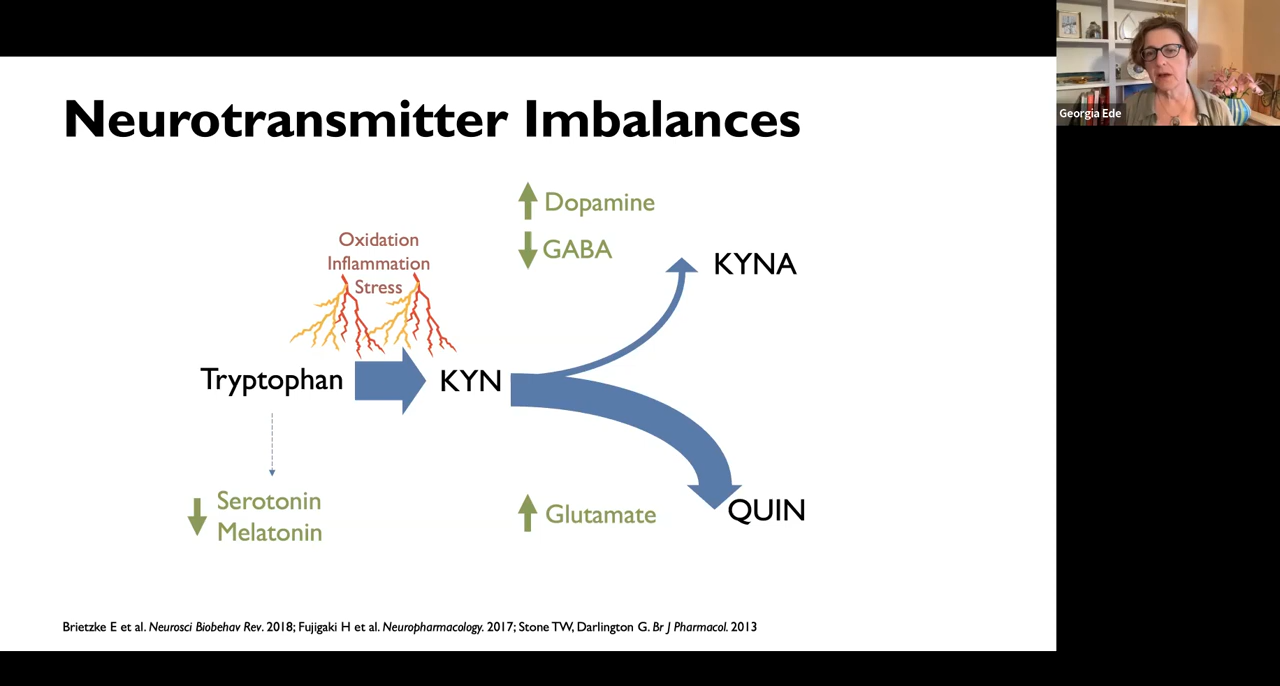 Georgia Ede
Neurotransmitter Imbalances
Dopamine
GABA
Oxidation
Inflammation
Stress
KYNA
Tryptophan
KYN
Serotonin
Melatonin
Glutamate
QUIN
Brietzke E et al. Neurosci Biobehav Rev. 2018; Fujigaki H et al. Neuropharmacology. 2017; Stone TW, Darlington G. Br J Pharmacol. 2013